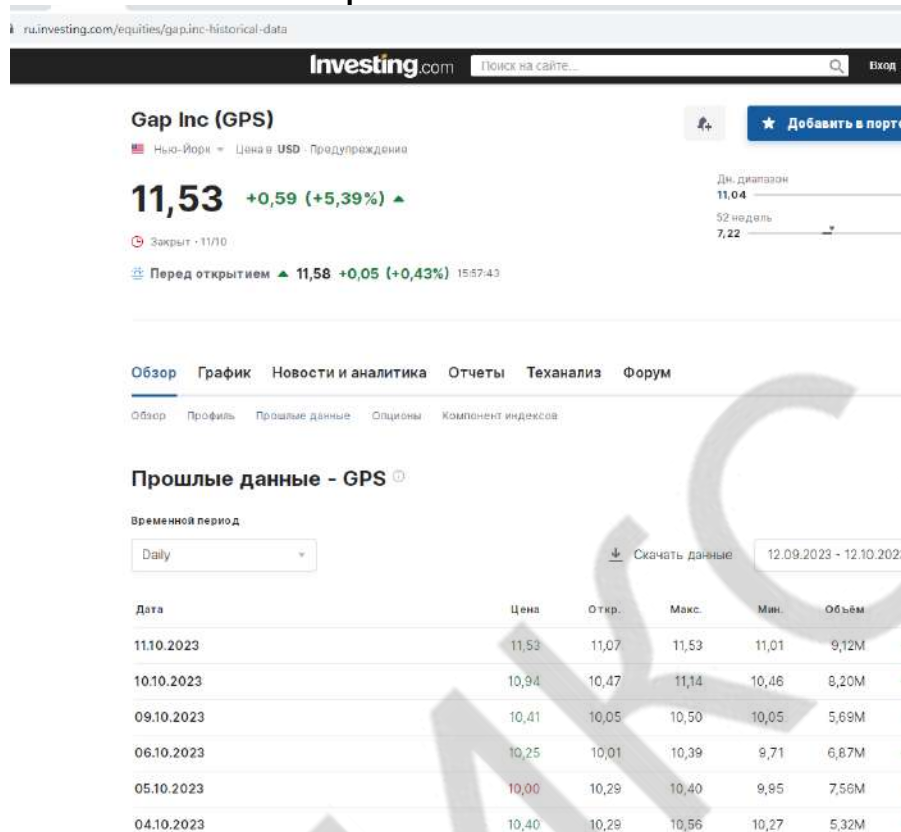 ru.investing.com/equities/gap.inc-historical-data
Investing.com Поиск на сайте... Вход
Gap Inc (GPS) Добавить в порт
Нью-Йорк Цена в USD · Предупреждение
Дн. диапазон
11,53 +0,59 (+5,39%) 11,04
52 недель
Закрыт · 11/10 7,22
Перед открытием 11,58 +0,05 (+0,43%) 15:57:43
Обзор График Новости и аналитика Отчеты Теханализ Форум
Обзор Профиль Прошлые данные Опционы Компонент индексов
Прошлые данные - GPS
Временной период
Daily Скачать данные 12.09.2023 - 12.10.202
Дата Цена Откр. Макс. Мин. Объём
11.10.2023 11,53 11,07 11,53 11,01 9,12M
10.10.2023 10,94 10,47 11,14 10,46 8,20M
09.10.2023 10,41 10,05 10,50 10,05 5,69M
06.10.2023 10,25 10,01 10,39 9,71 6,87M
05.10.2023 10,00 10,29 10,40 9,95 7,56M
04.10.2023 10,40 10,29 10,56 10,27 5,32M